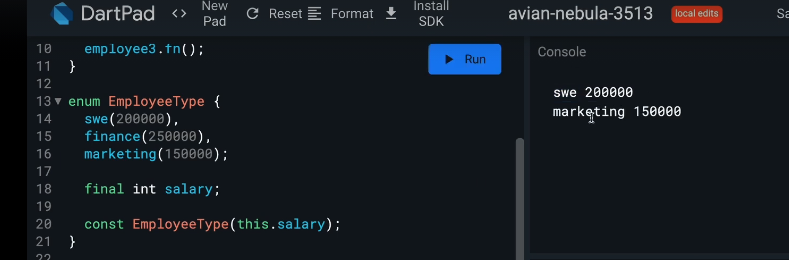 DartPad <> New Pad Reset Format Install SDK avian-nebula-3513 local edits
10 employee3.fn();
11 }
12
13 enum EmployeeType {
14 swe(200000),
15 finance(250000),
16 marketing(150000);
17
18 final int salary;
19
20 const EmployeeType(this.salary);
21 }
22
Run
Console
swe 200000
marketing 150000